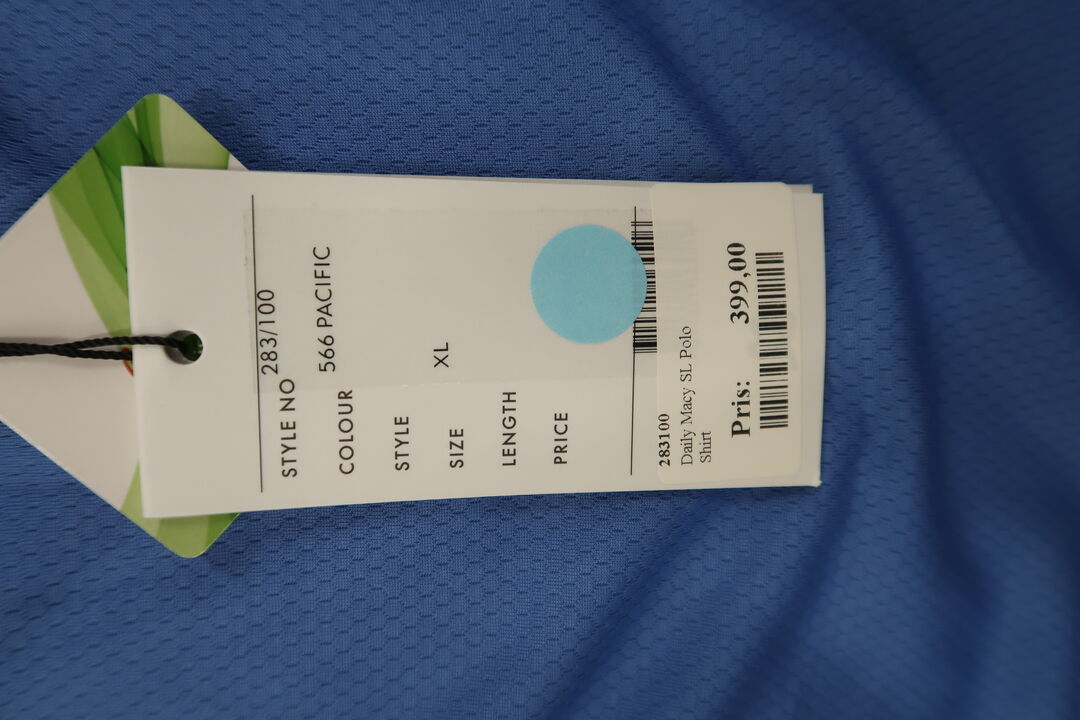 STYLE NO 283/100
COLOUR 566 PACIFIC
STYLE
SIZE XL
LENGTH
PRICE
283100
Daily Macy SL Polo
Shirt
Pris: 399,00